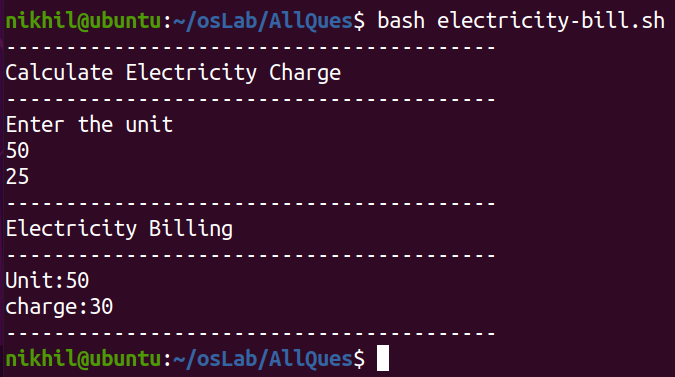 nikhil@ubuntu:~/osLab/AllQues$ bash electricity-bill.sh
-----------------------------------------
Calculate Electricity Charge
-----------------------------------------
Enter the unit
50
25
-----------------------------------------
Electricity Billing
-----------------------------------------
Unit:50
charge:30
-----------------------------------------
nikhil@ubuntu:~/osLab/AllQues$